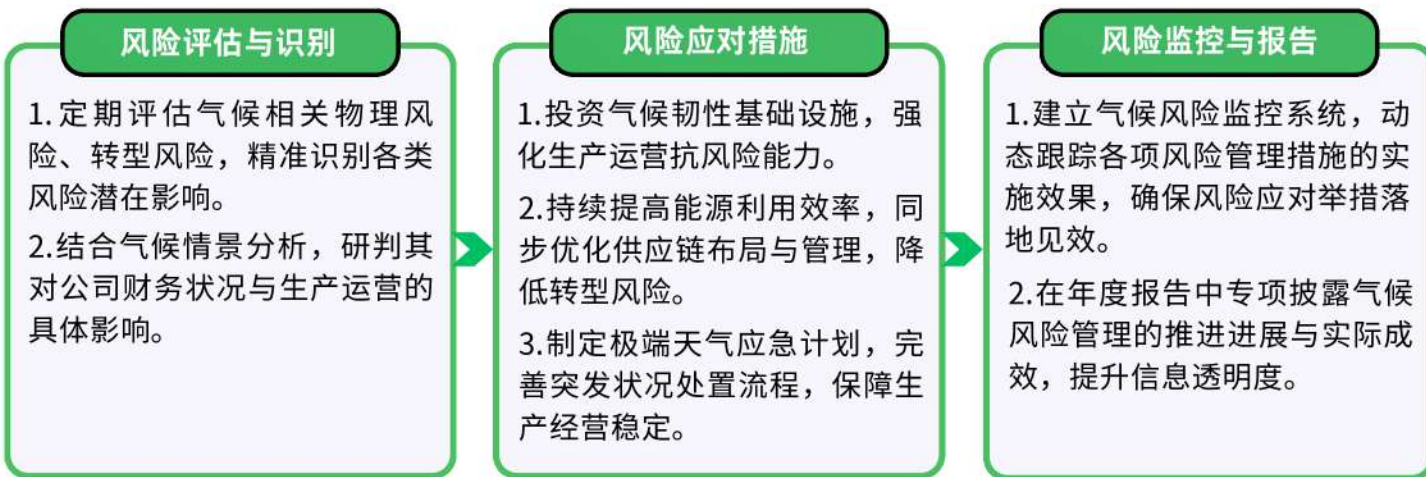 风险评估与识别
1.定期评估气候相关物理风
险、转型风险，精准识别各类
风险潜在影响。
2.结合气候情景分析，研判其
对公司财务状况与生产运营的
具体影响。
风险应对措施
1.投资气候韧性基础设施，强
化生产运营抗风险能力。
2.持续提高能源利用效率，同
步优化供应链布局与管理，降
低转型风险。
3.制定极端天气应急计划，完
善突发状况处置流程，保障生
产经营稳定。
风险监控与报告
1.建立气候风险监控系统，动
态跟踪各项风险管理措施的实
施效果，确保风险应对举措落
地见效。
2.在年度报告中专项披露气候
风险管理的推进进展与实际成
效，提升信息透明度。